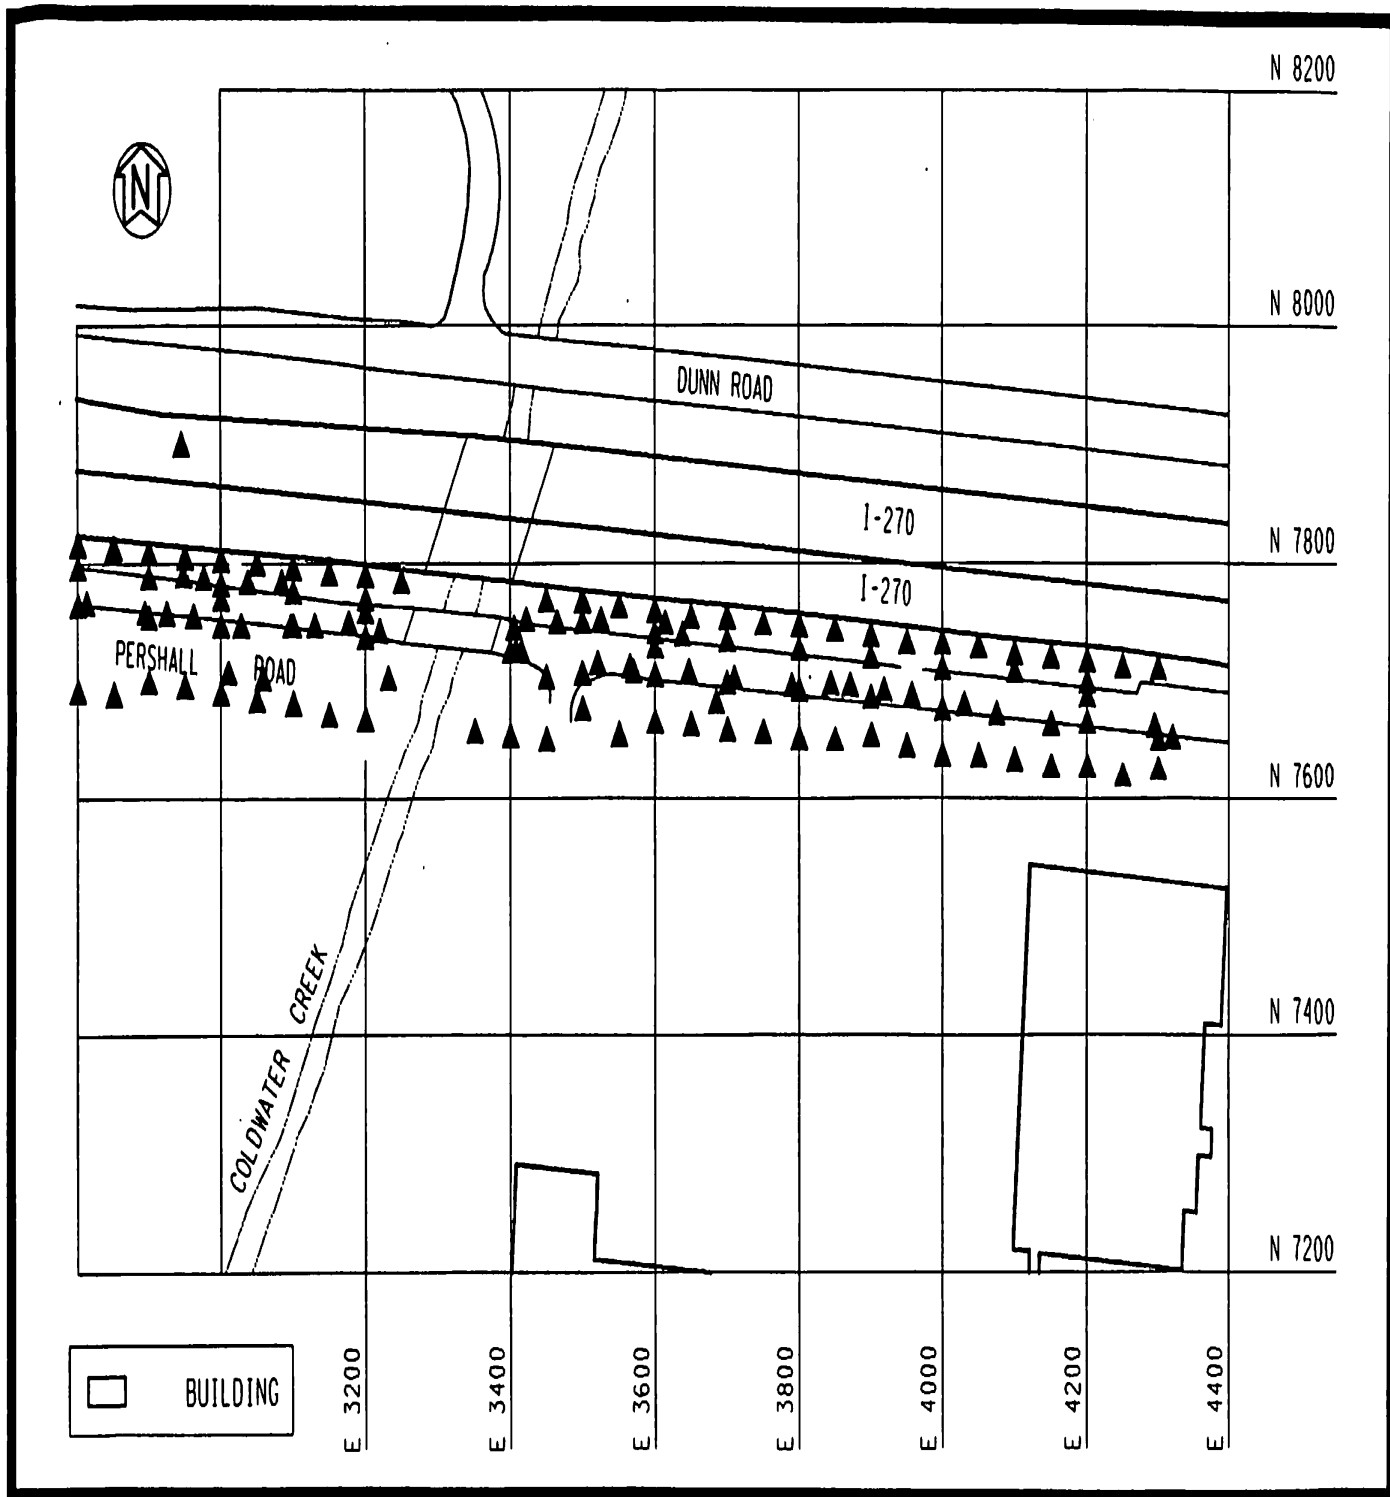 N 8200
N
N 8000
DUNN ROAD
I-270
N 7800
I-270
PERSHALL ROAD
N 7600
COLDWATER CREEK
N 7400
N 7200
BUILDING
E 3200
E 3400
E 3600
E 3800
E 4000
E 4200
E 4400